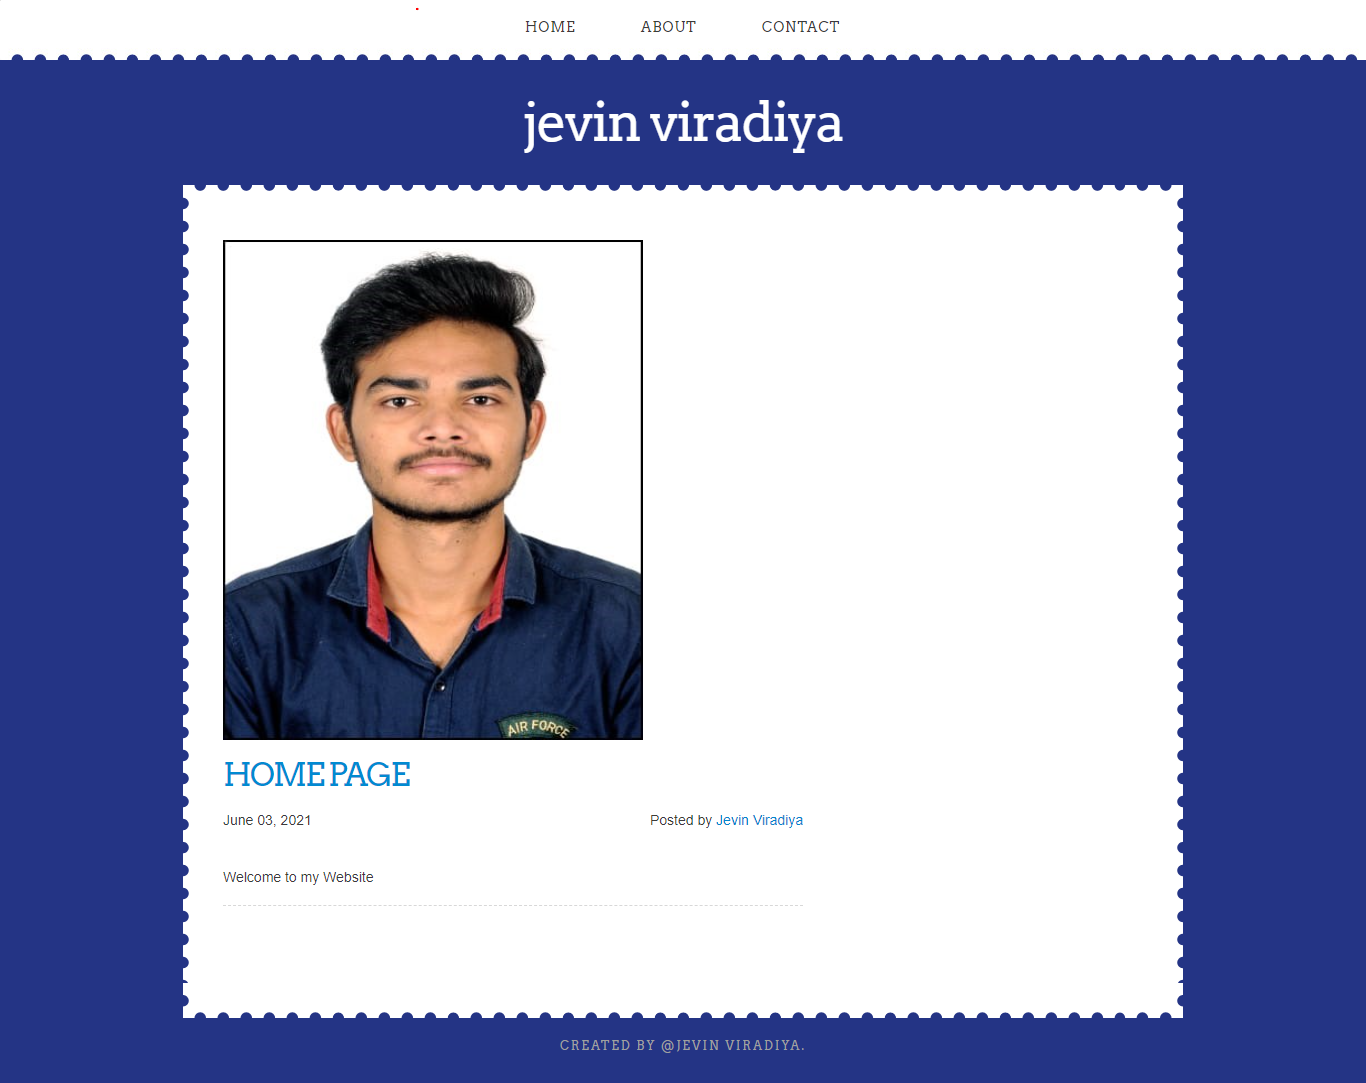 HOME ABOUT CONTACT
jevin viradiya
AIR FORCE
HOME PAGE
June 03, 2021 Posted by Jevin Viradiya
Welcome to my Website
CREATED BY @JEVIN VIRADIYA.